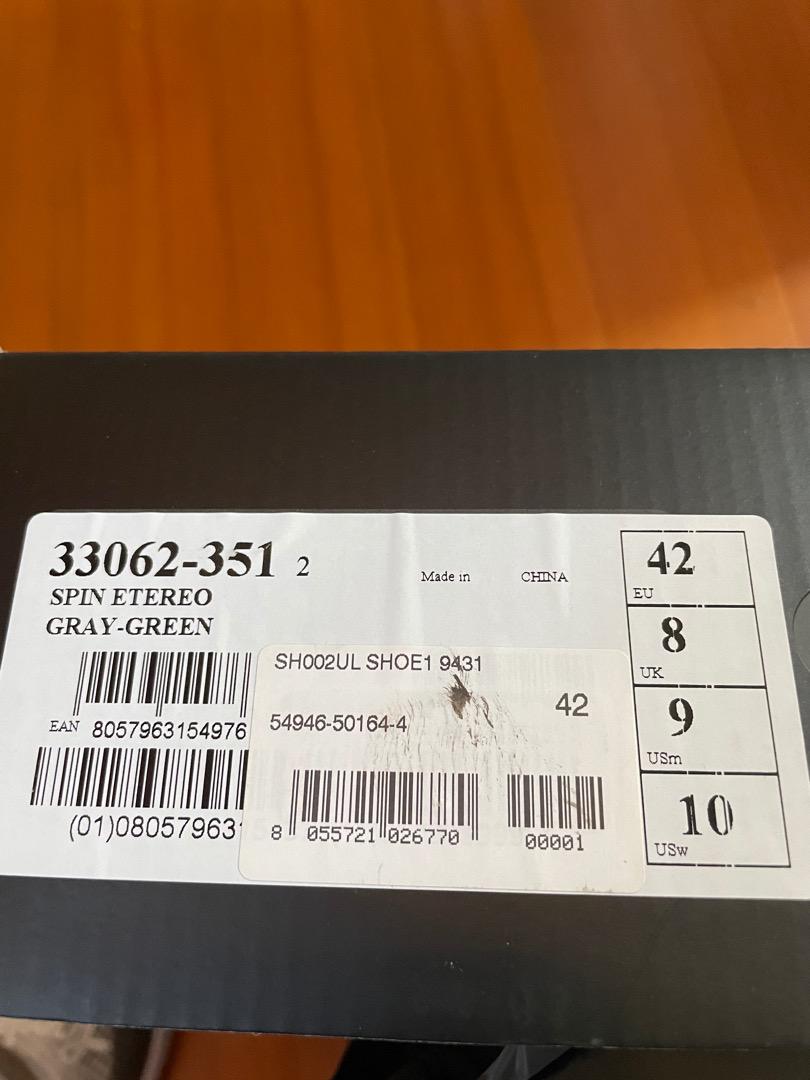 33062-351 2
SPIN ETEREO
GRAY-GREEN
Made in CHINA
EAN 8057963154976
(01)080579631
SH002UL SHOE1 9431
42
54946-50164-4
8 055721 026770
00001
42
EU
8
UK
9
USm
10
USw